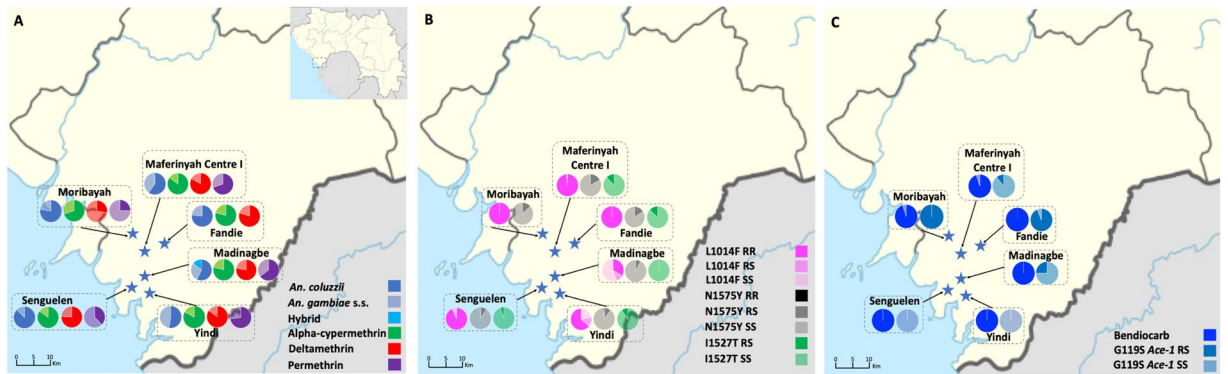 A
Maferinyah Centre I
Moribayah
Fandie
Madinagbe
Senguelen
Yindi
An. coluzzii
An. gambiae s.s.
Hybrid
Alpha-cypermethrin
Deltamethrin
Permethrin
0
10
Km
B
Maferinyah
Centre I
Moribayah
Fandie
Madinagbe
Senguelen
Yindi
L1014F RR
L1014F RS
L1014F SS
N1575Y RR
N1575Y RS
N1575Y SS
I1527T RS
I1527T SS
0
10
Km
C
Maferinyah
Centre I
Moribayah
Fandie
Madinagbe
Senguelen
Yindi
Bendiocarb
G119S Ace-1 RS
G119S Ace-1 SS
0
10
Km